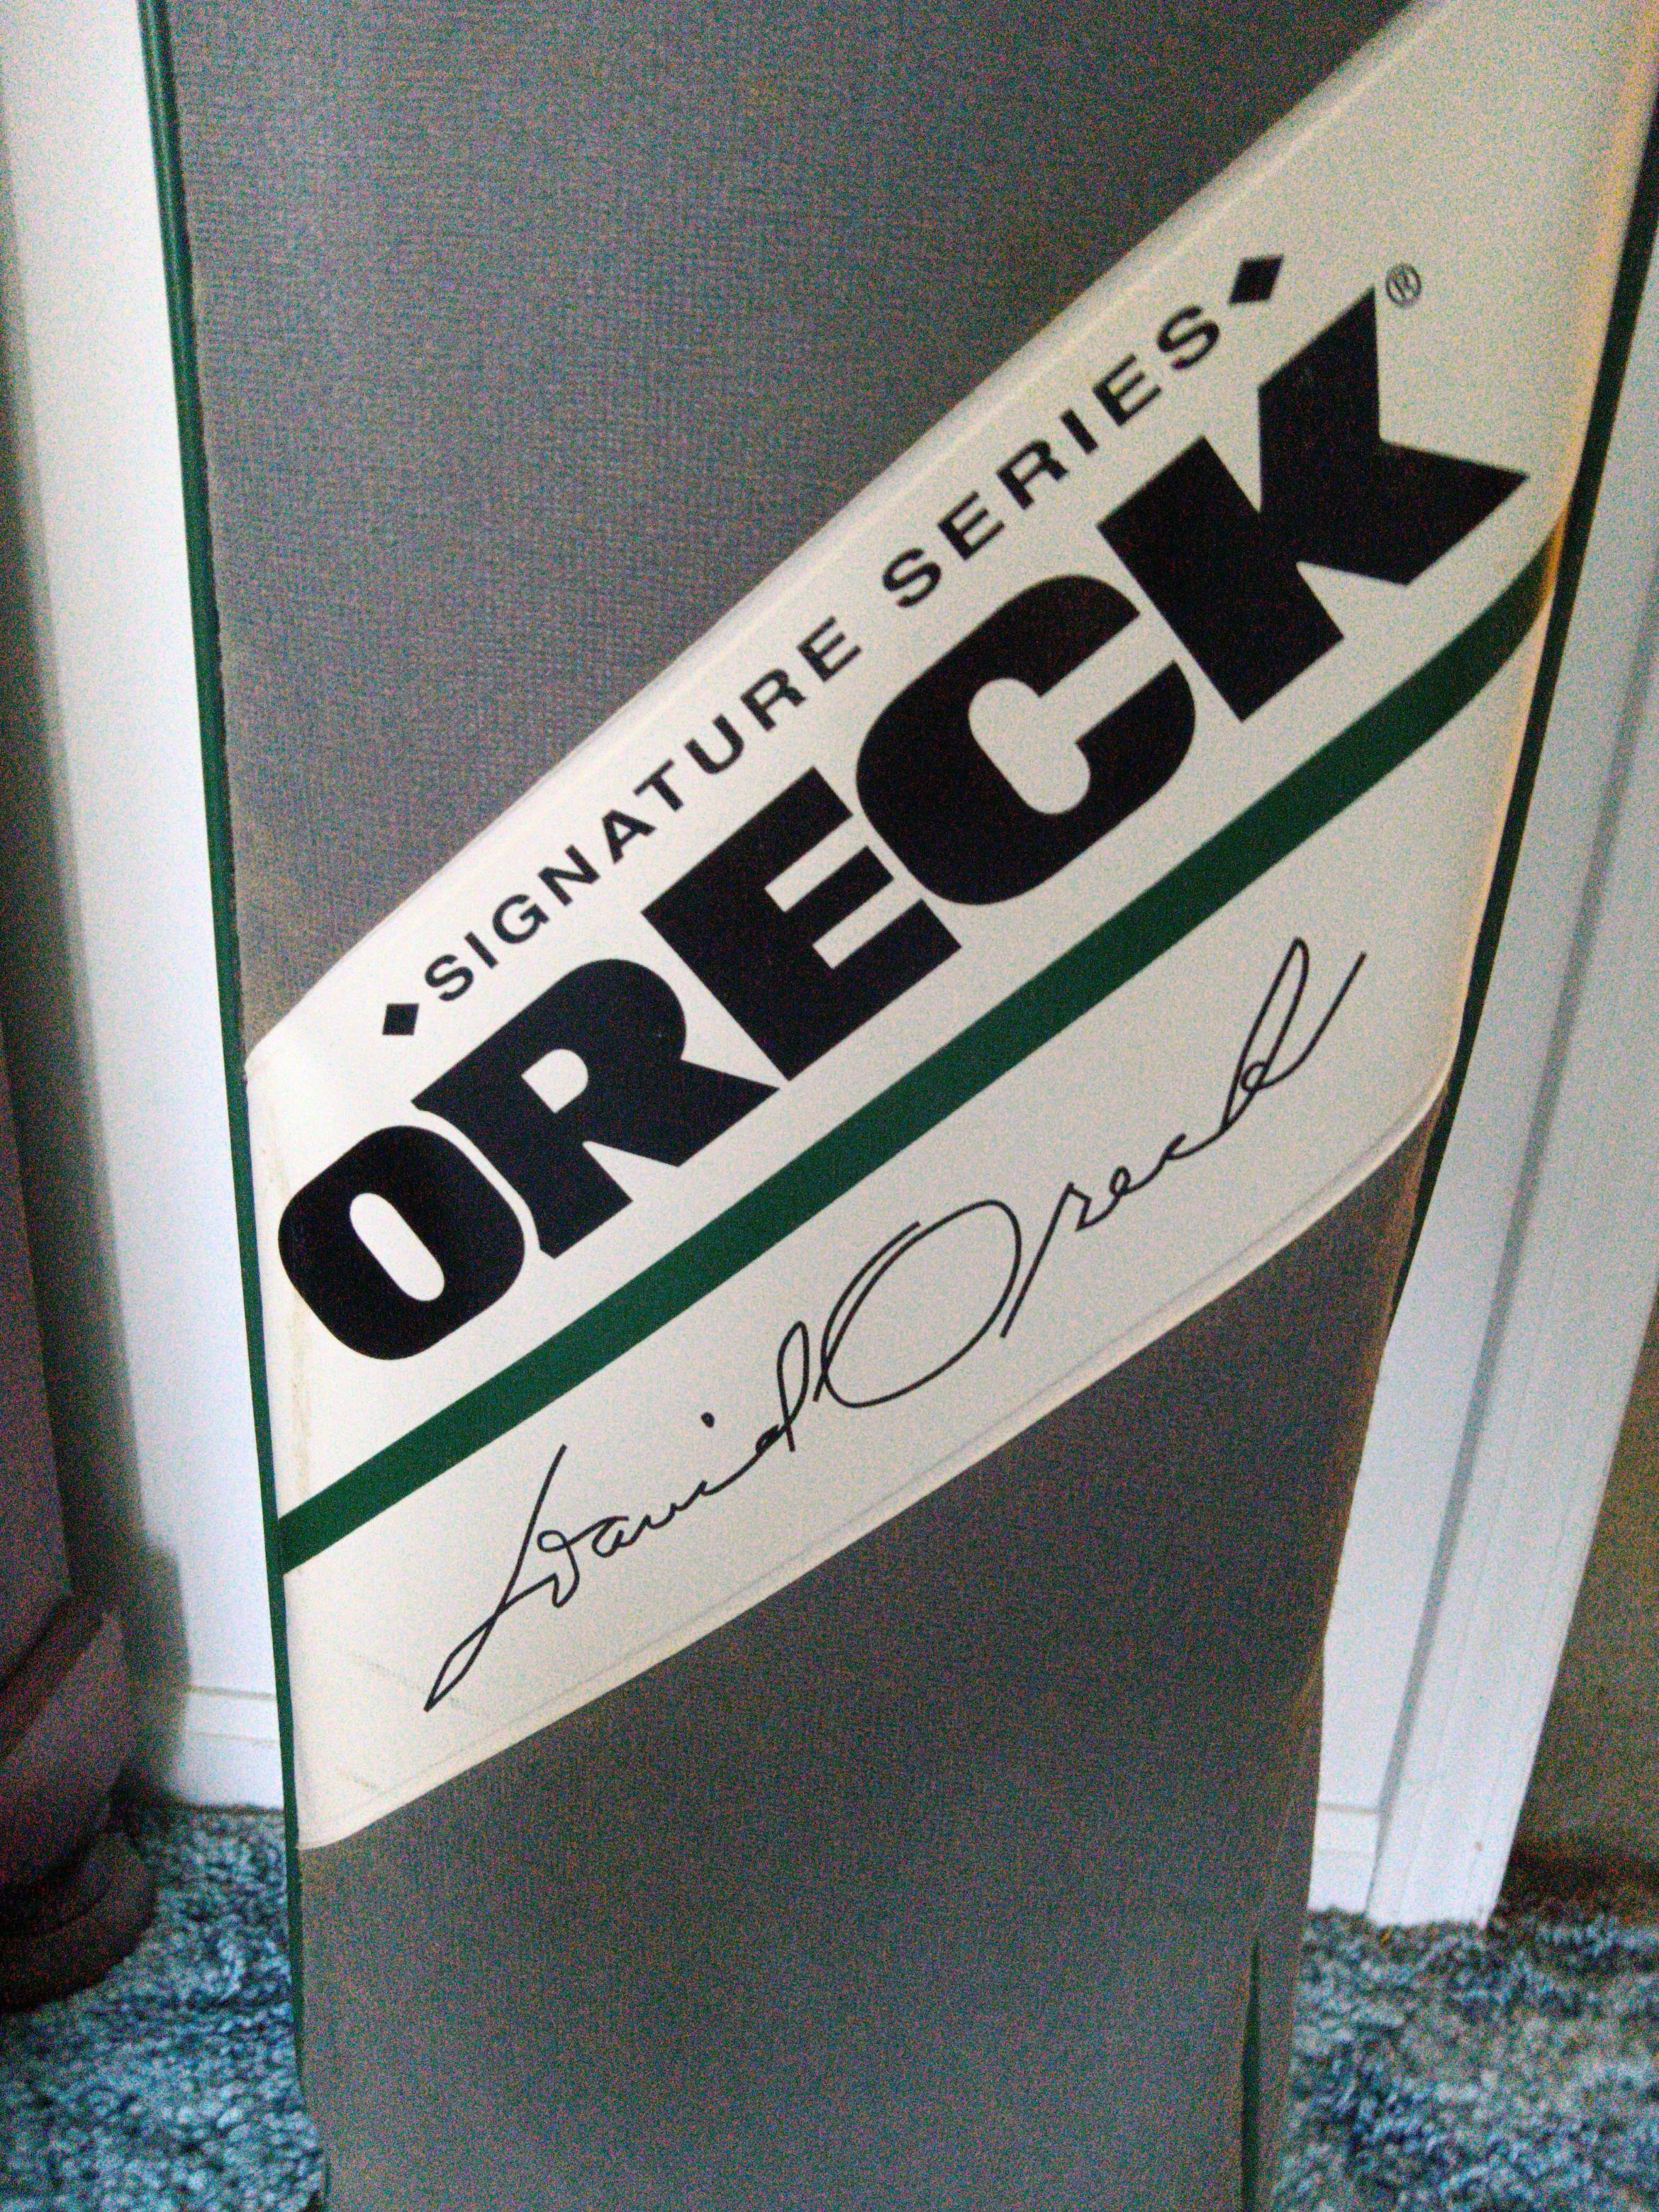 ◆SIGNATURE SERIES◆
ORECK®
David Oreck